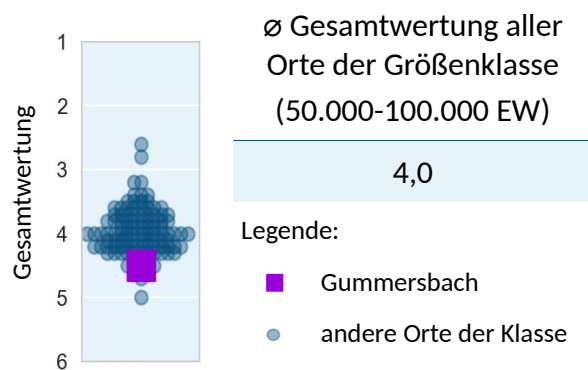 Gesamtwertung
1
2
3
4
5
6
⌀ Gesamtwertung aller
Orte der Größenklasse
(50.000-100.000 EW)
4,0
Legende:
Gummersbach
andere Orte der Klasse